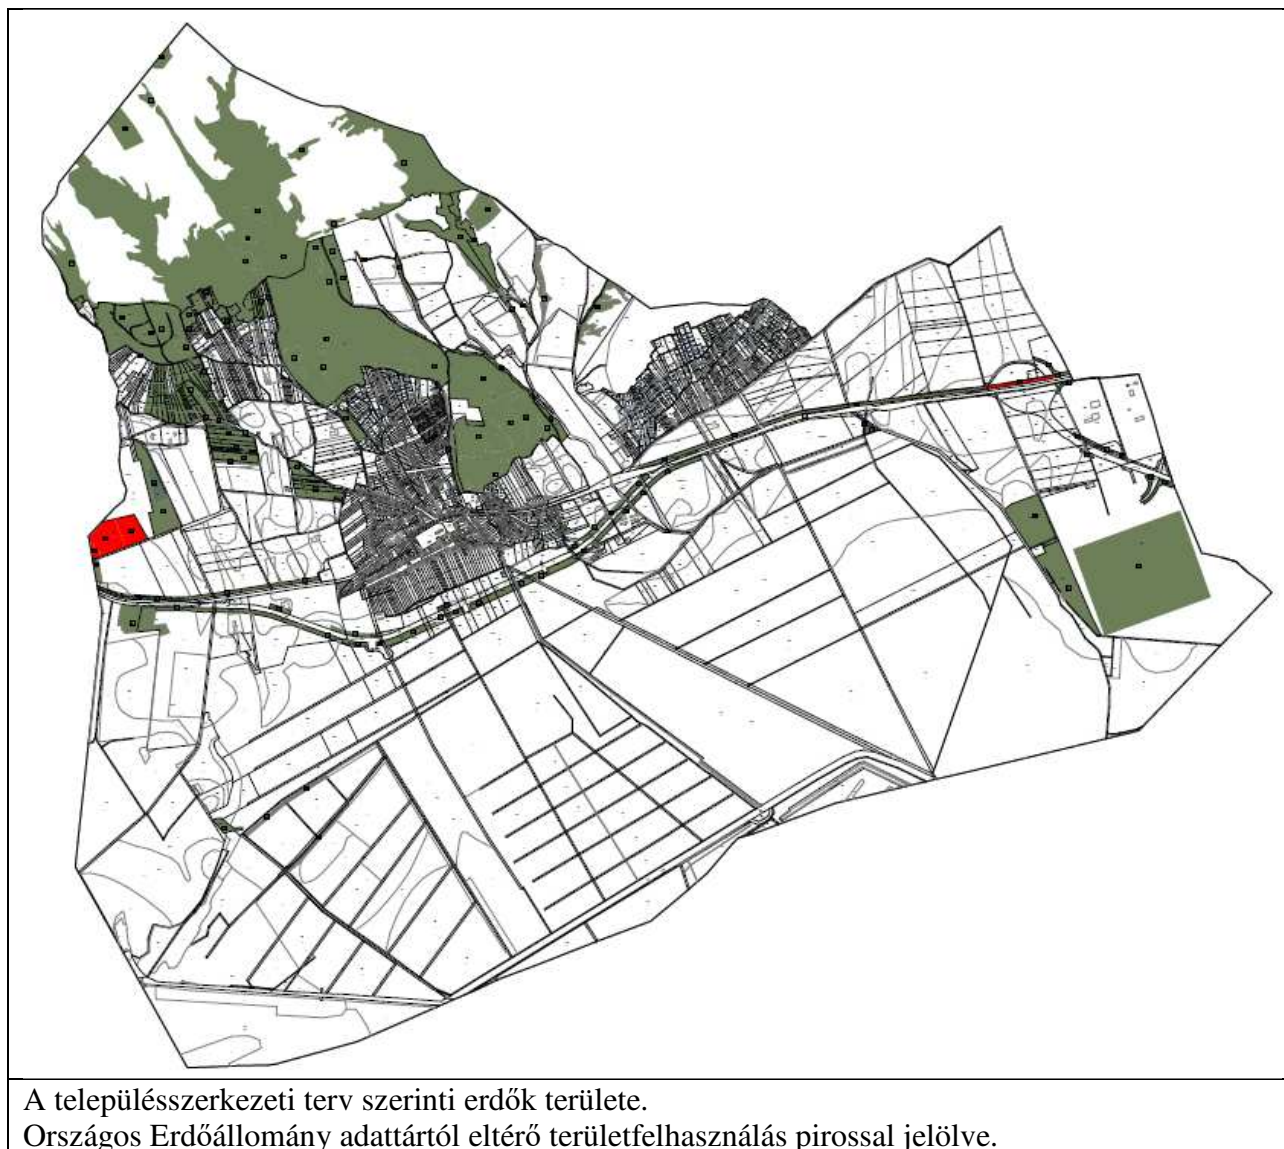 A településszerkezeti terv szerinti erdők területe.
Országos Erdőállomány adattártól eltérő területfelhasználás pirossal jelölve.